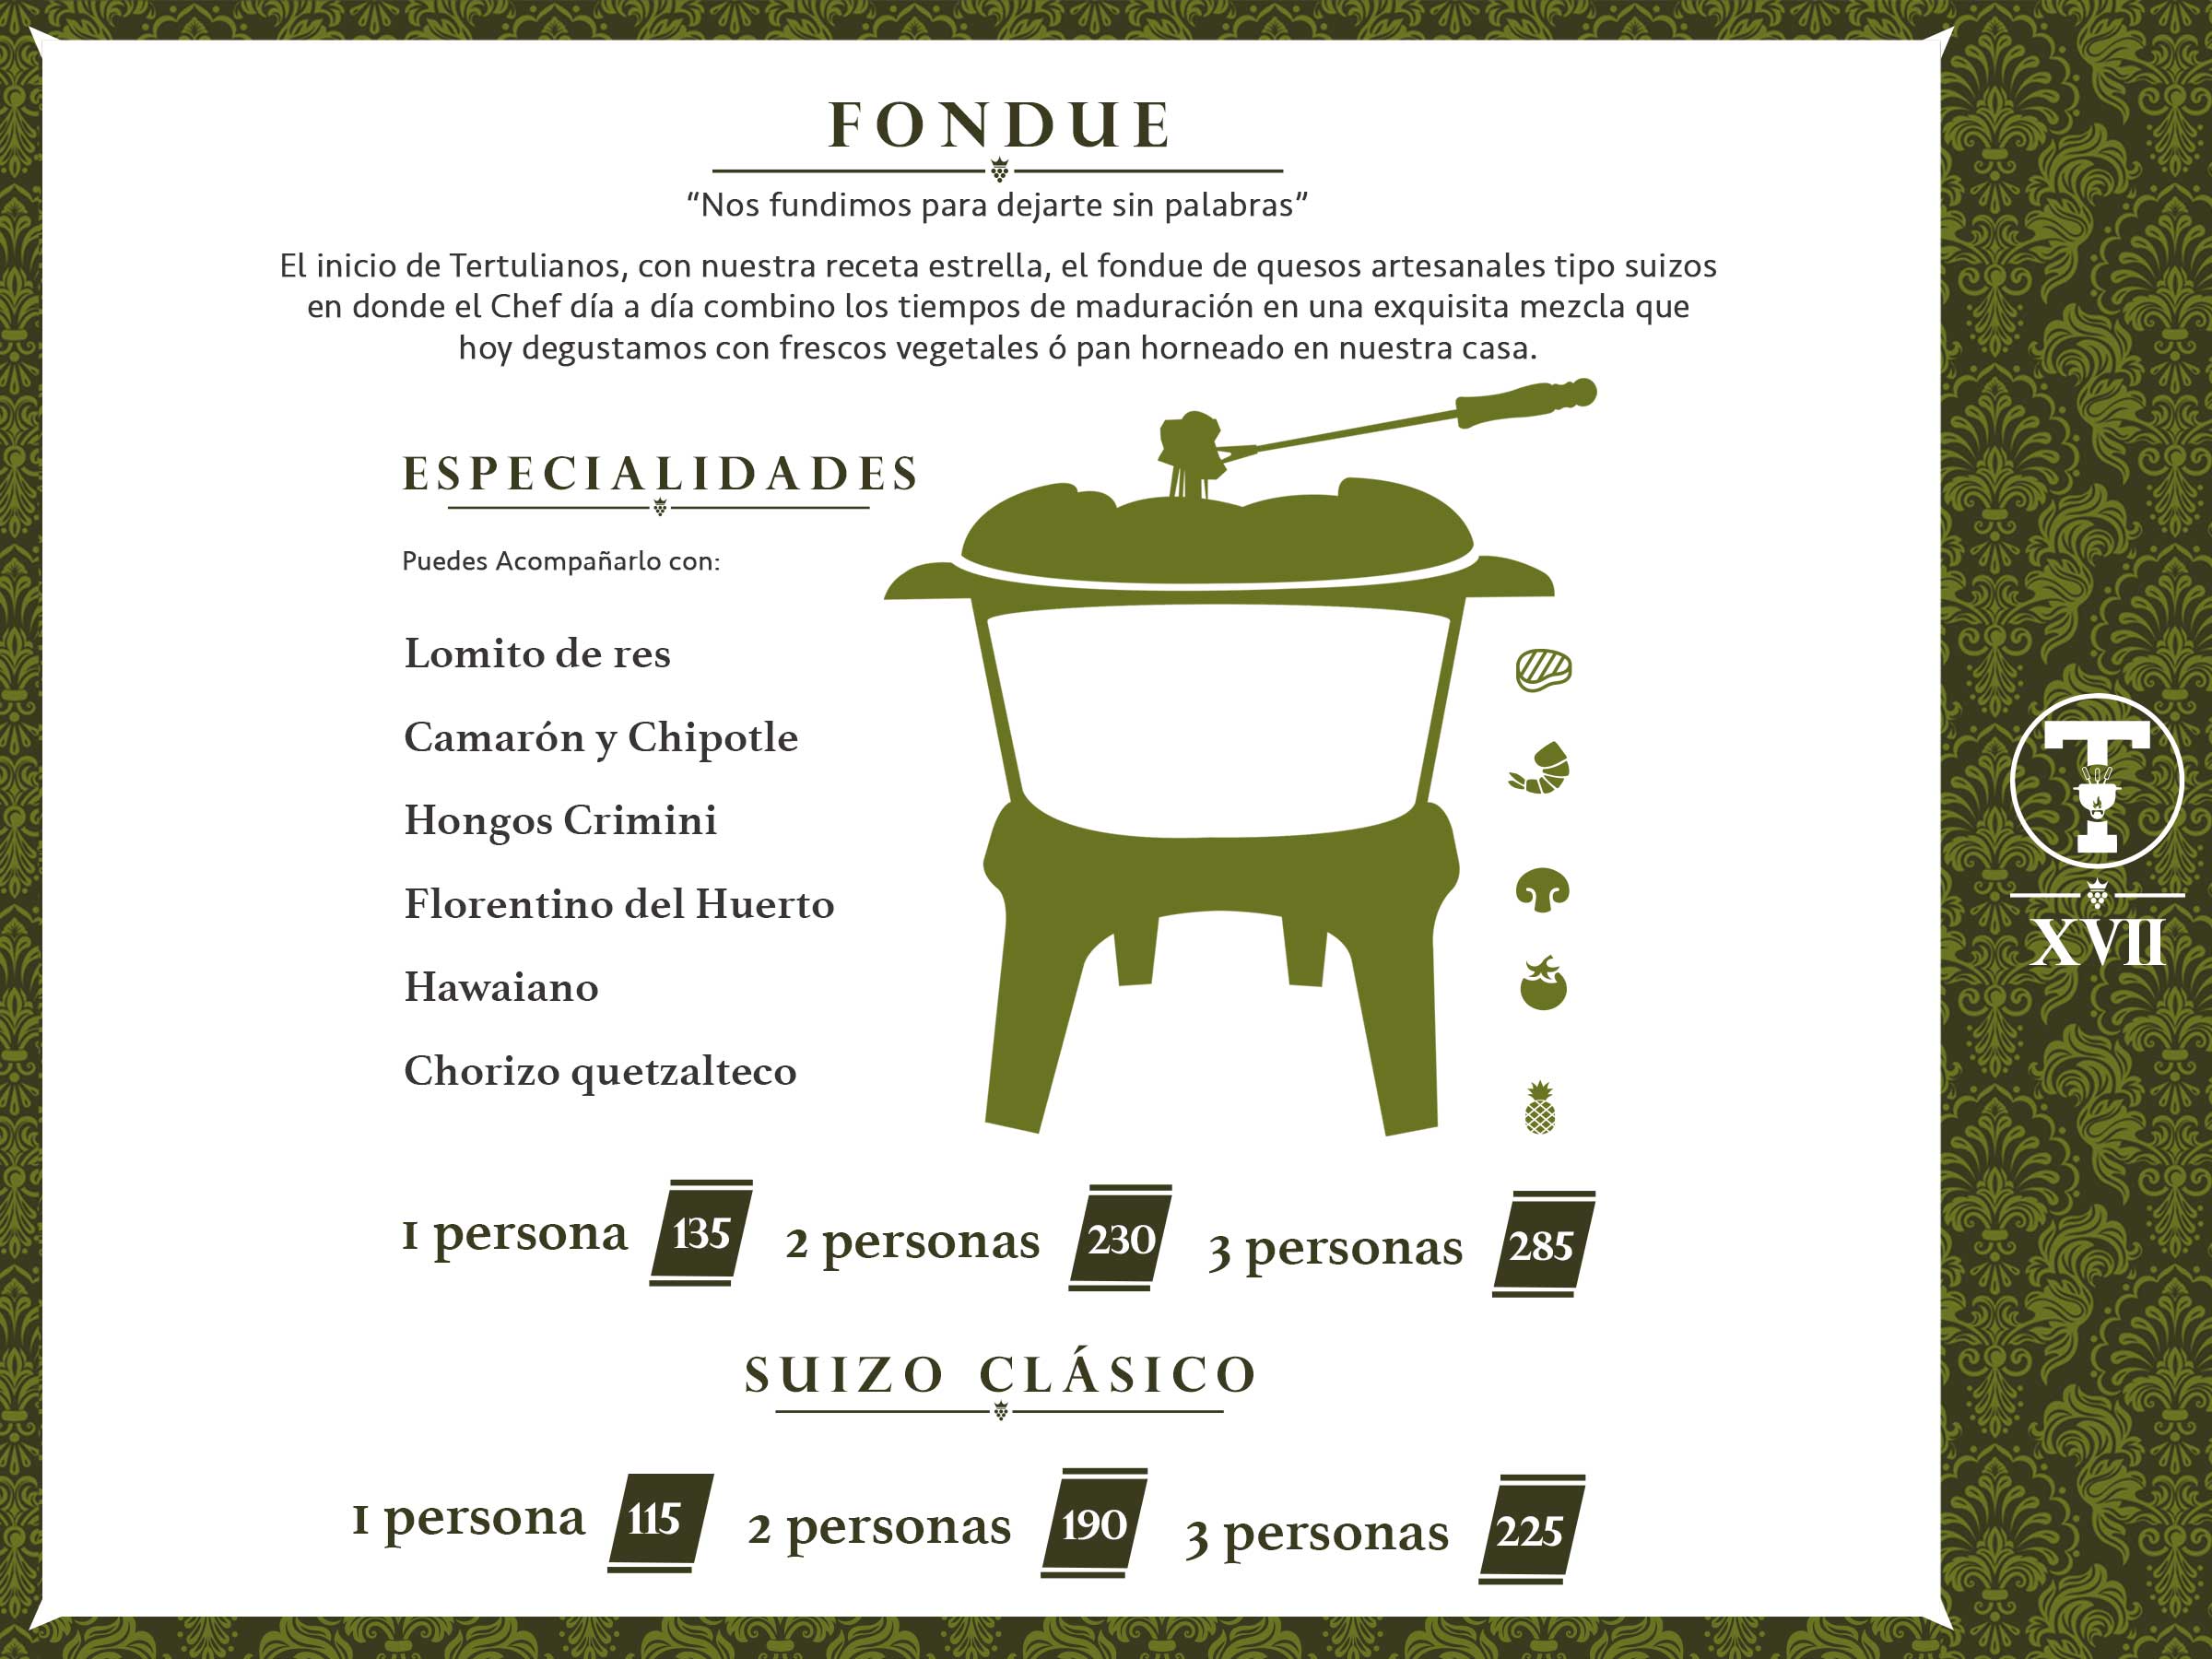 FONDUE
“Nos fundimos para dejarte sin palabras”
El inicio de Tertulianos, con nuestra receta estrella, el fondue de quesos artesanales tipo suizos
en donde el Chef día a día combino los tiempos de maduración en una exquisita mezcla que
hoy degustamos con frescos vegetales ó pan horneado en nuestra casa.
ESPECIALIDADES
Puedes Acompañarlo con:
Lomito de res
Camarón y Chipotle
Hongos Crimini
Florentino del Huerto
Hawaiano
Chorizo quetzalteco
1 persona 135 2 personas 230 3 personas 285
SUIZO CLÁSICO
1 persona 115 2 personas 190 3 personas 225
T
XVII